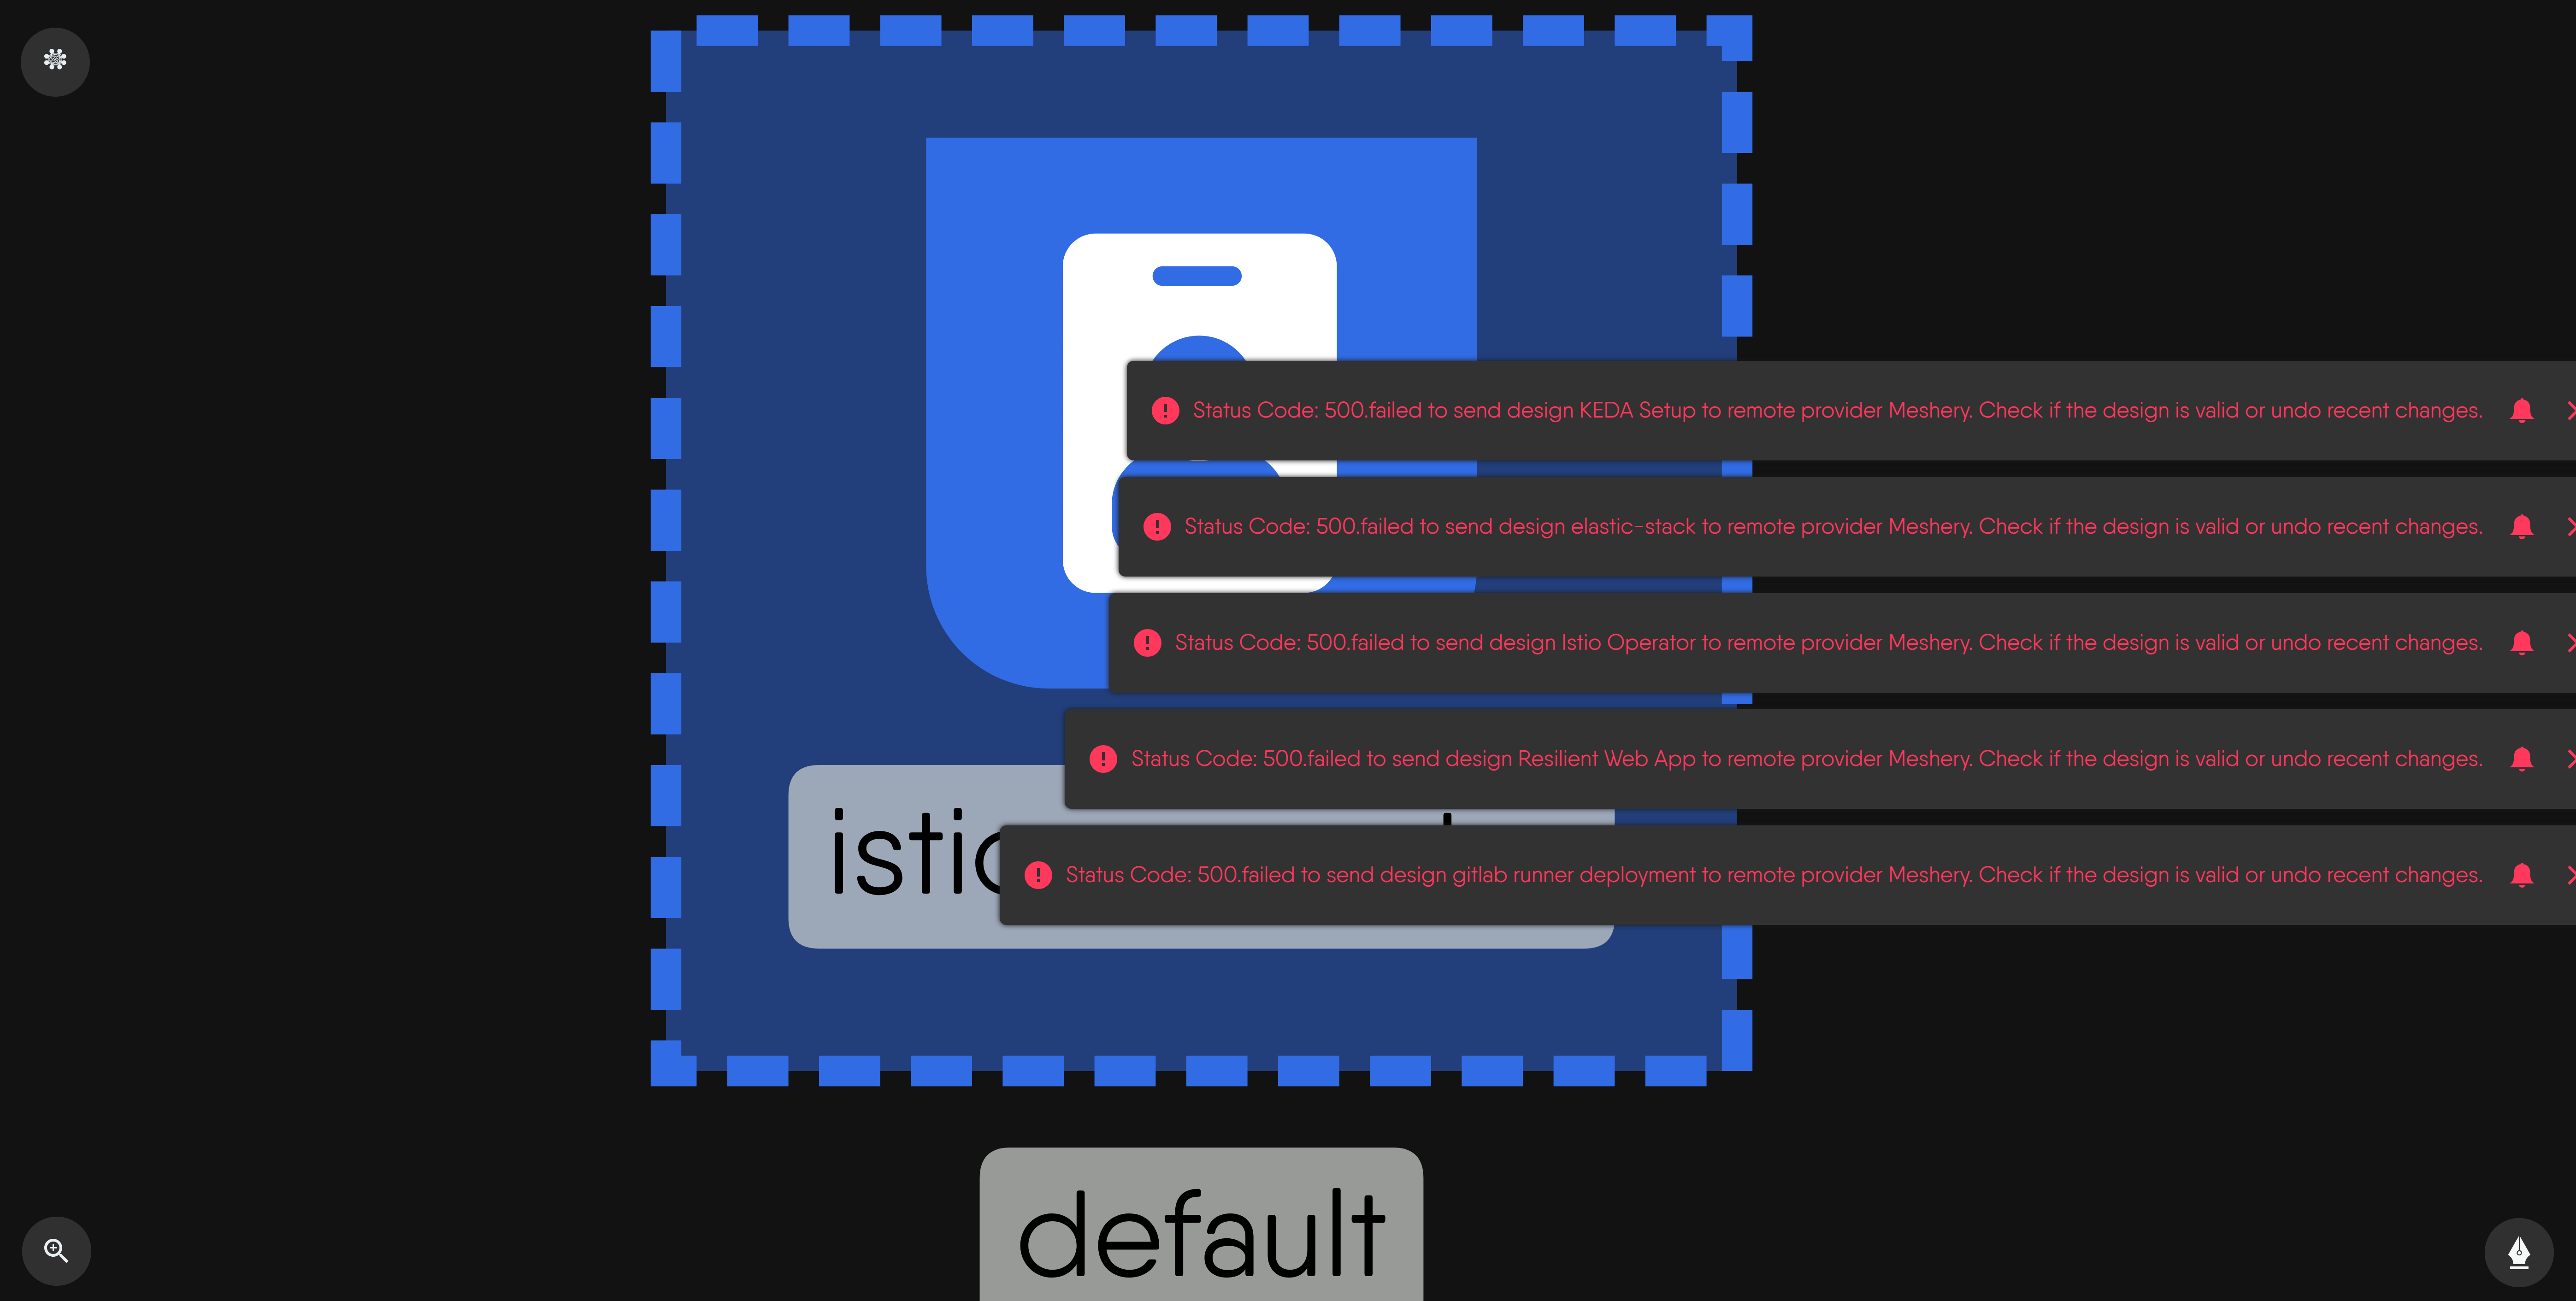 Status Code: 500.failed to send design KEDA Setup to remote provider Meshery. Check if the design is valid or undo recent changes.
Status Code: 500.failed to send design elastic-stack to remote provider Meshery. Check if the design is valid or undo recent changes.
Status Code: 500.failed to send design Istio Operator to remote provider Meshery. Check if the design is valid or undo recent changes.
Status Code: 500.failed to send design Resilient Web App to remote provider Meshery. Check if the design is valid or undo recent changes.
Status Code: 500.failed to send design gitlab runner deployment to remote provider Meshery. Check if the design is valid or undo recent changes.
default